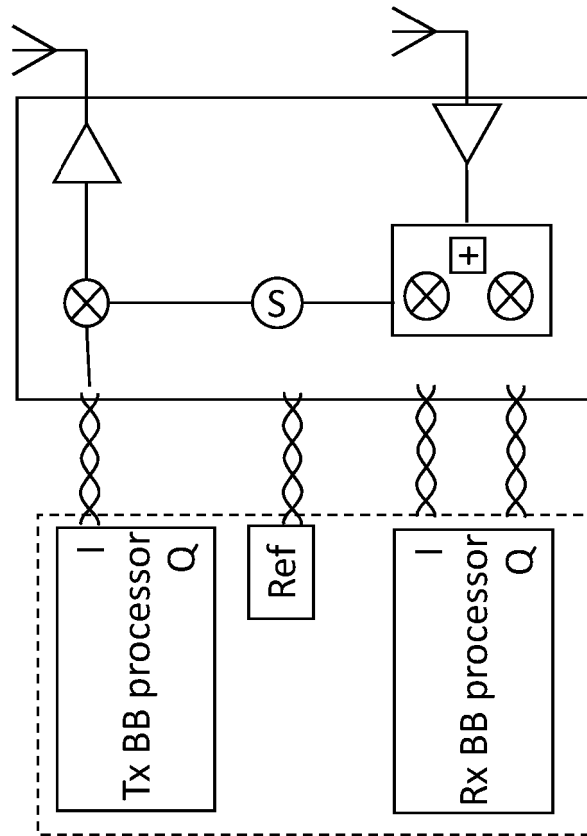 S
+
I
Tx BB processor
Q
Ref
I
Rx BB processor
Q